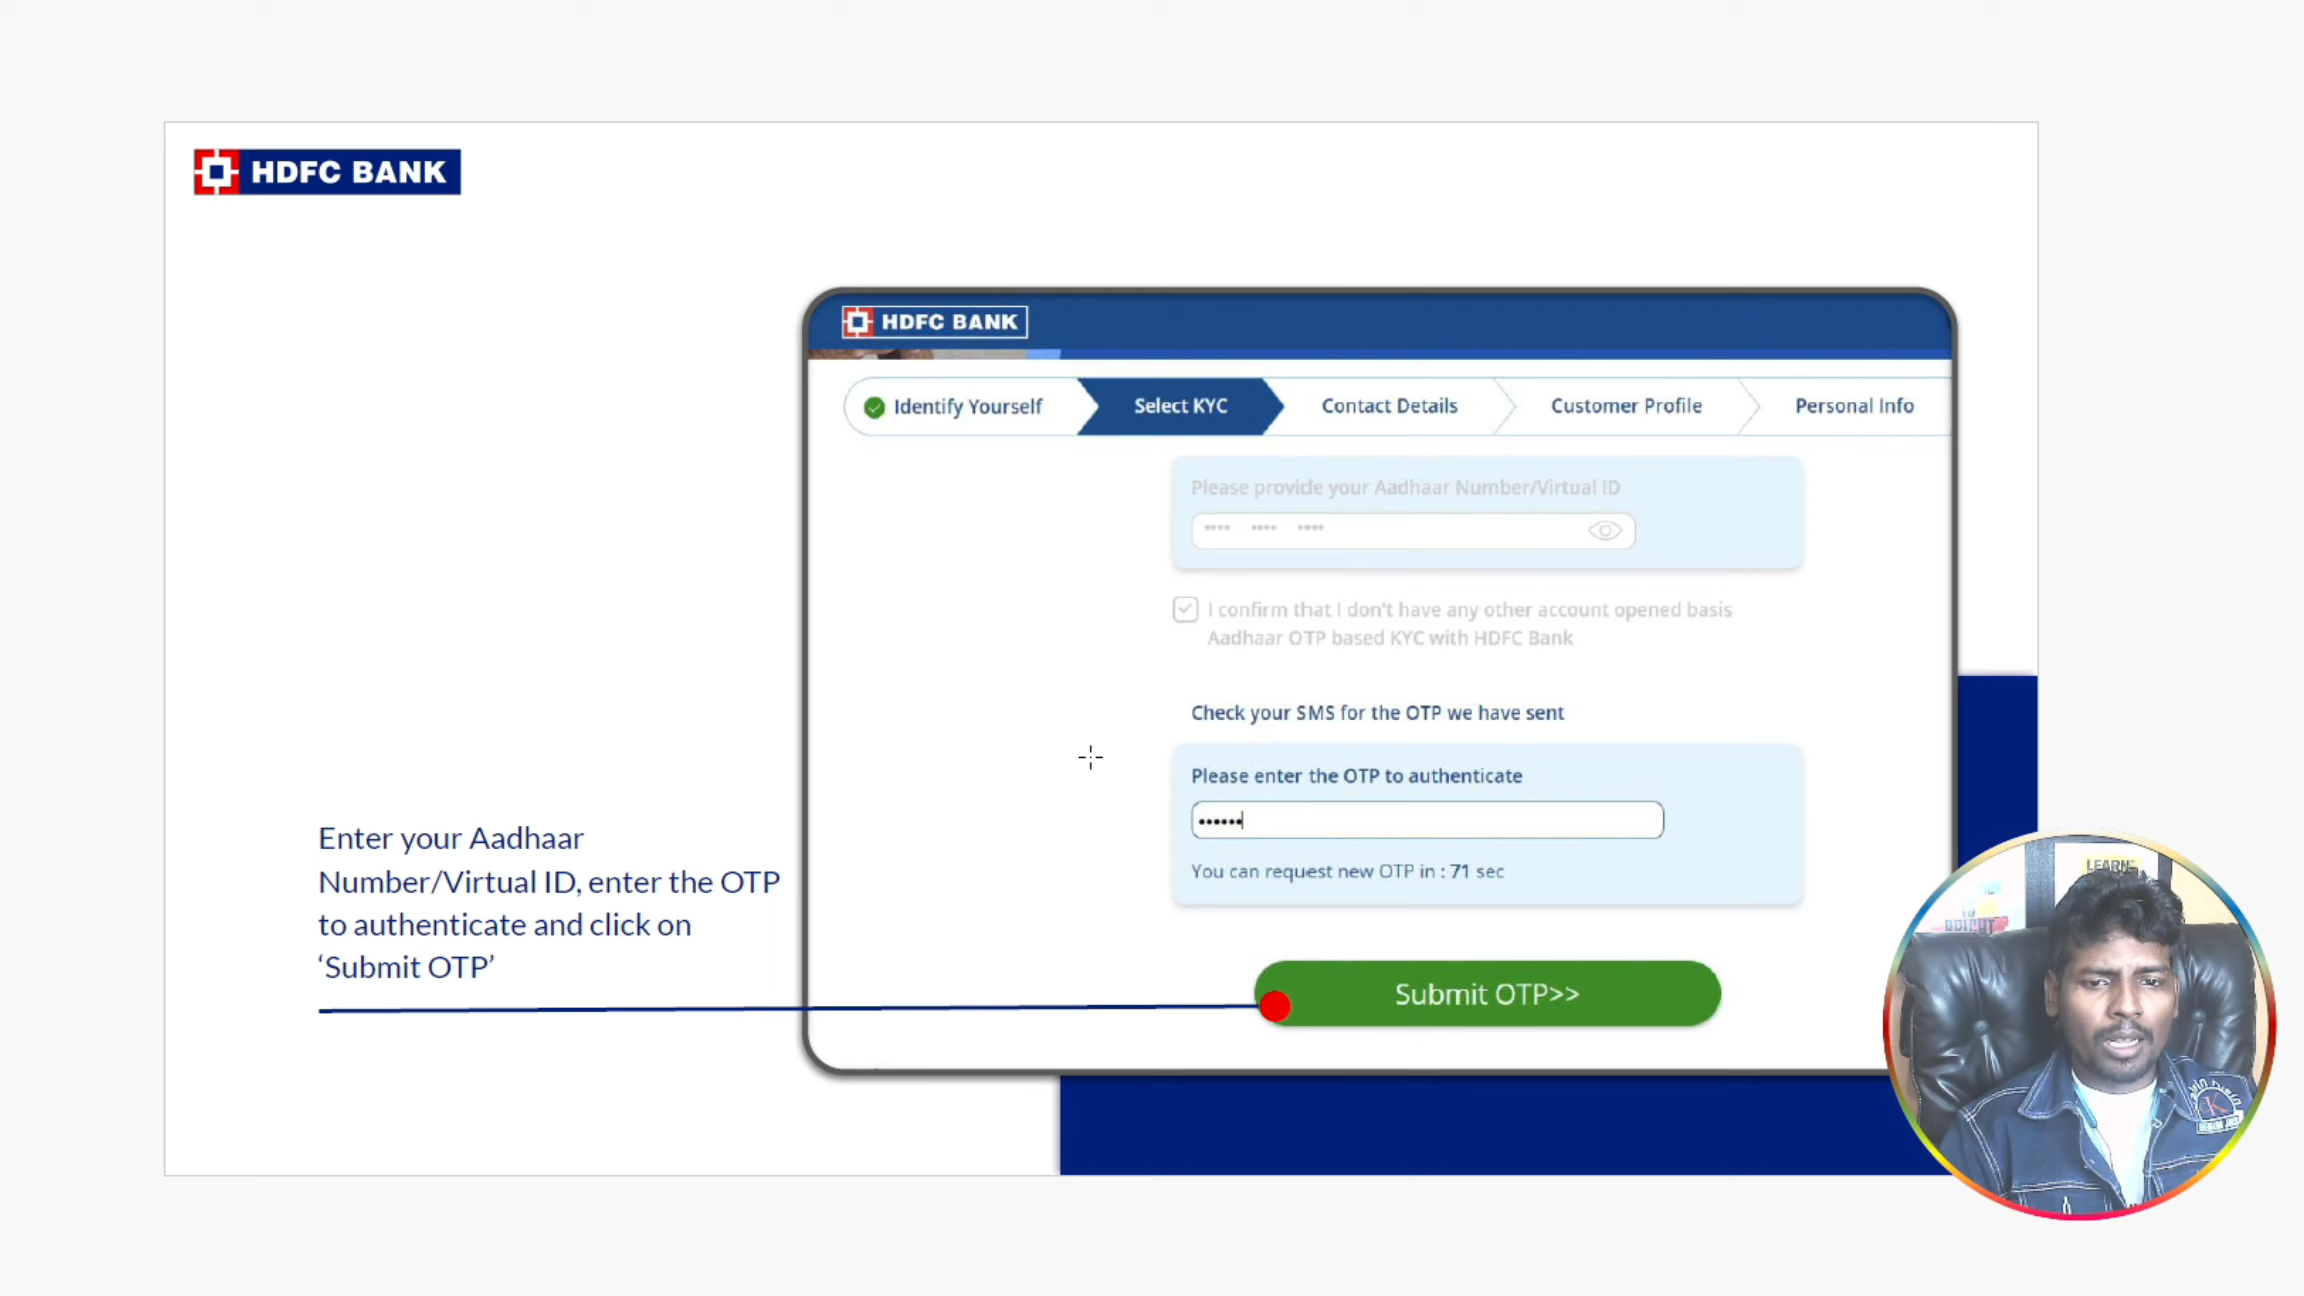 HDFC BANK
HDFC BANK
Identify Yourself
Select KYC
Contact Details
Customer Profile
Personal Info
Please provide your Aadhaar Number/Virtual ID
•••• •••• ••••
I confirm that I don't have any other account opened basis
Aadhaar OTP based KYC with HDFC Bank
Check your SMS for the OTP we have sent
Please enter the OTP to authenticate
••••••
You can request new OTP in : 71 sec
Submit OTP>>
Enter your Aadhaar
Number/Virtual ID, enter the OTP
to authenticate and click on
‘Submit OTP’
LEARN